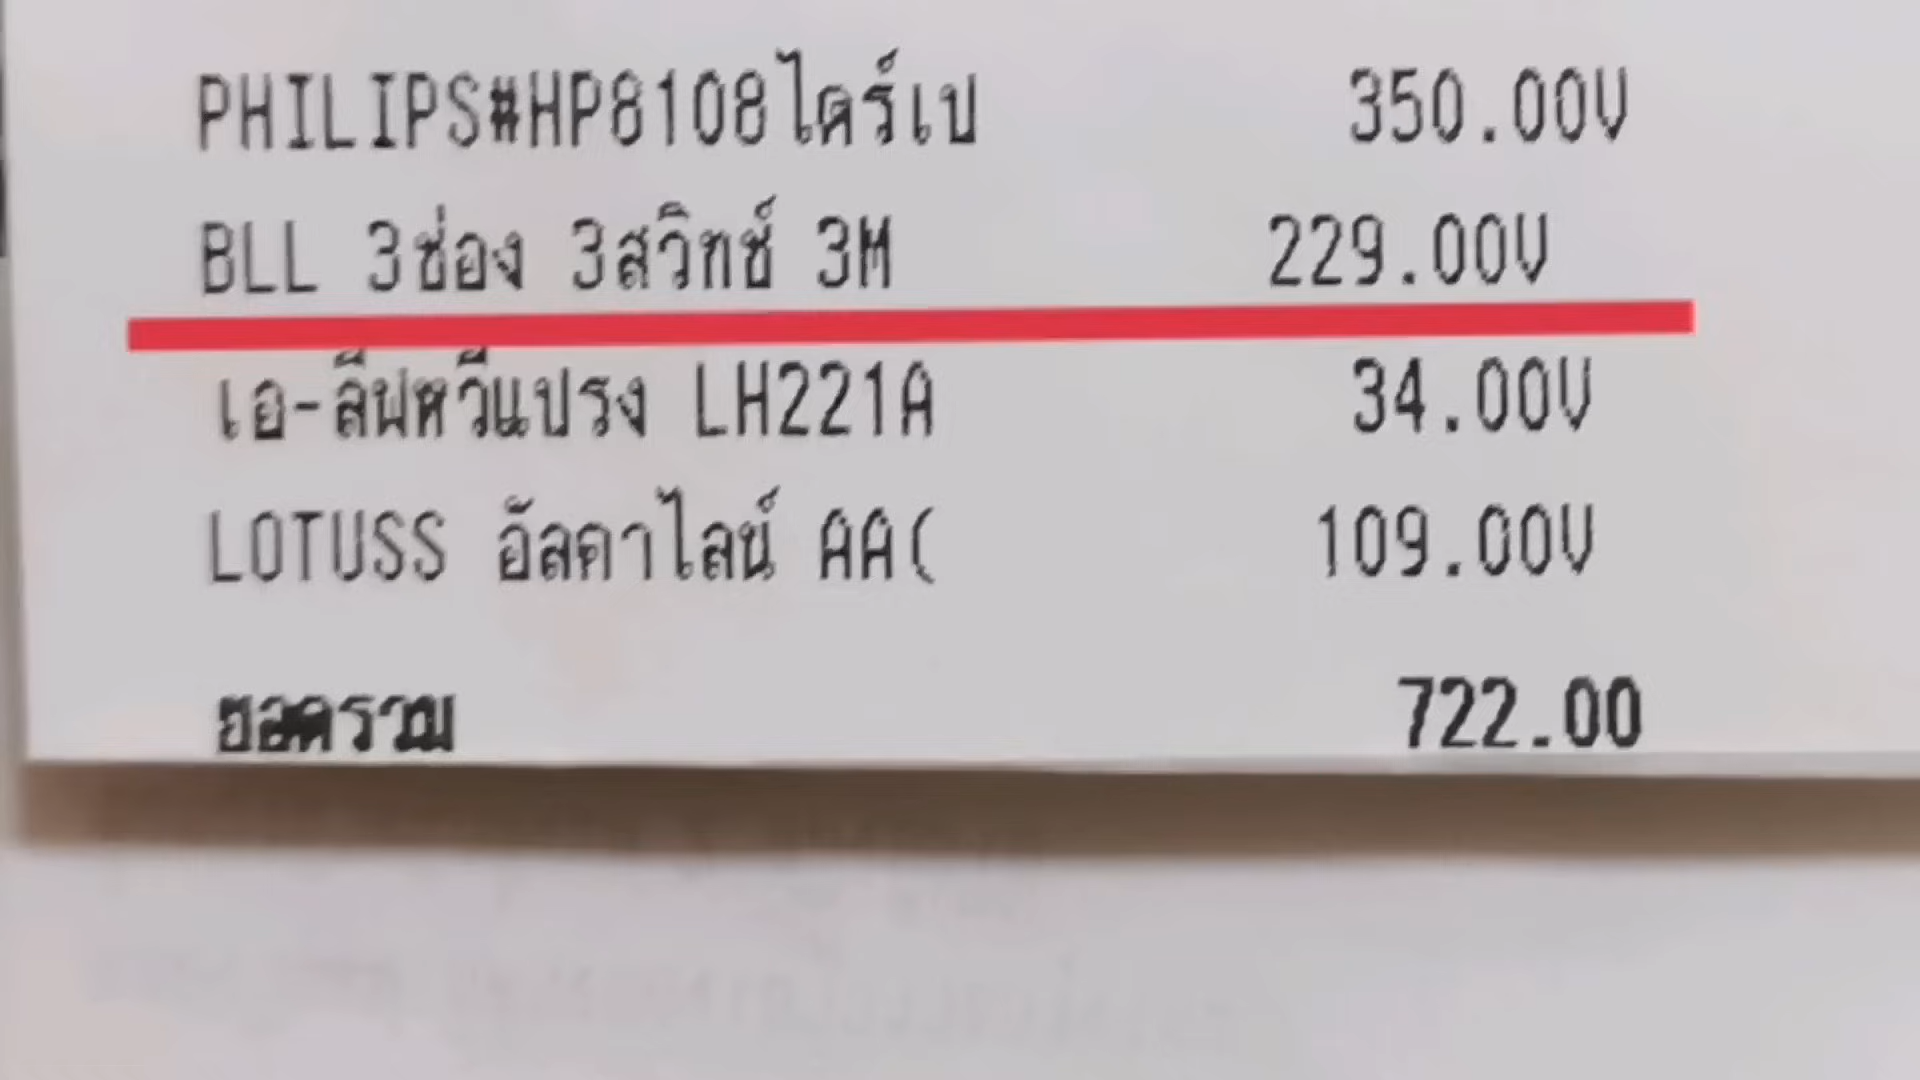 PHILIPS#HP8108ไดร์เป 350.00V
BLL 3ช่อง 3สวิทช์ 3M 229.00V
เอ-ลีฟหวีแปรง LH221A 34.00V
LOTUSS อัลคาไลน์ AA( 109.00V
ยอดรวม 722.00